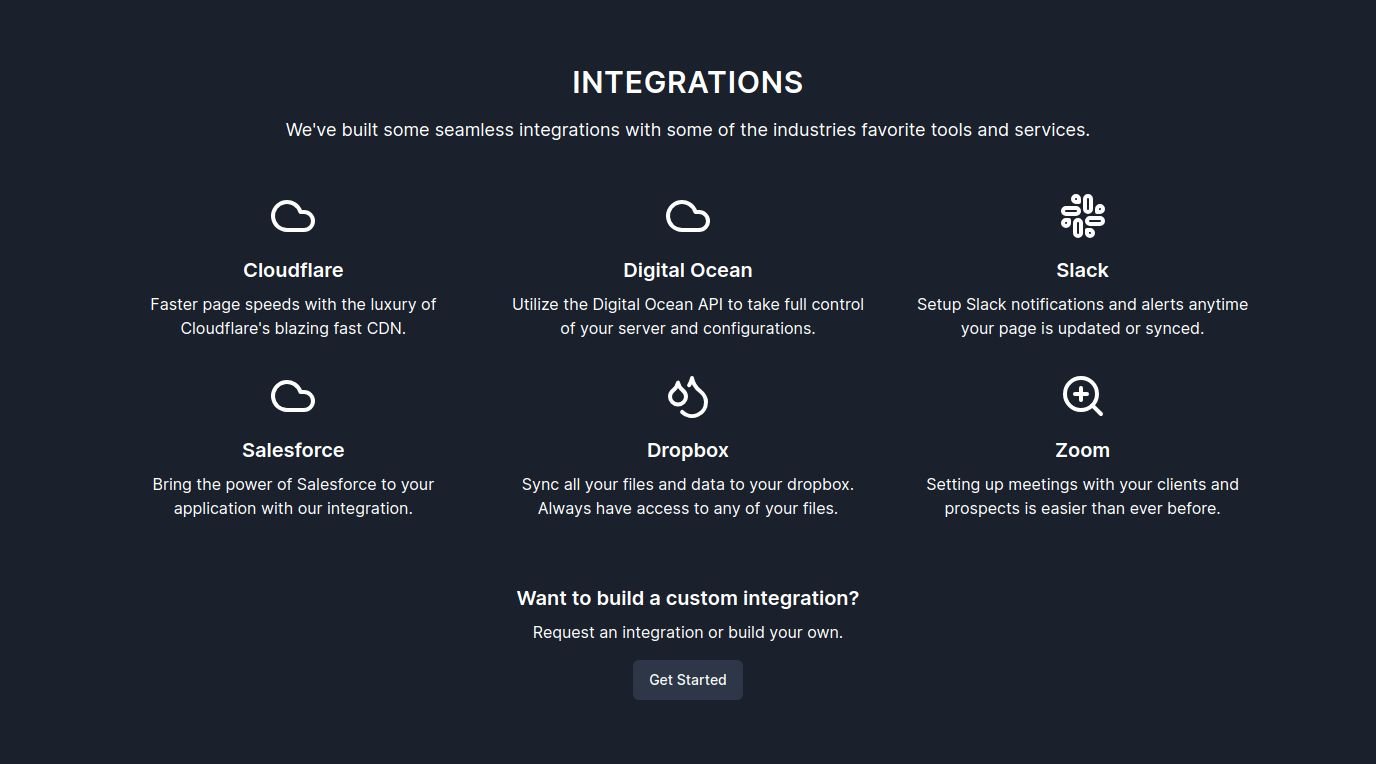 INTEGRATIONS
We've built some seamless integrations with some of the industries favorite tools and services.
Cloudflare
Faster page speeds with the luxury of
Cloudflare's blazing fast CDN.
Digital Ocean
Utilize the Digital Ocean API to take full control
of your server and configurations.
Slack
Setup Slack notifications and alerts anytime
your page is updated or synced.
Salesforce
Bring the power of Salesforce to your
application with our integration.
Dropbox
Sync all your files and data to your dropbox.
Always have access to any of your files.
Zoom
Setting up meetings with your clients and
prospects is easier than ever before.
Want to build a custom integration?
Request an integration or build your own.
Get Started